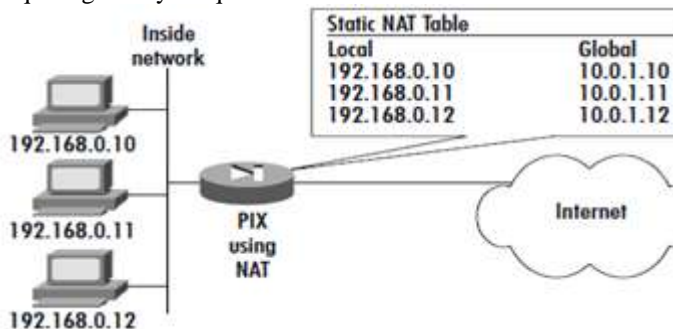 Static NAT Table
Local Global
192.168.0.10 10.0.1.10
192.168.0.11 10.0.1.11
192.168.0.12 10.0.1.12
Inside
network
192.168.0.10
192.168.0.11
192.168.0.12
PIX
using
NAT
Internet